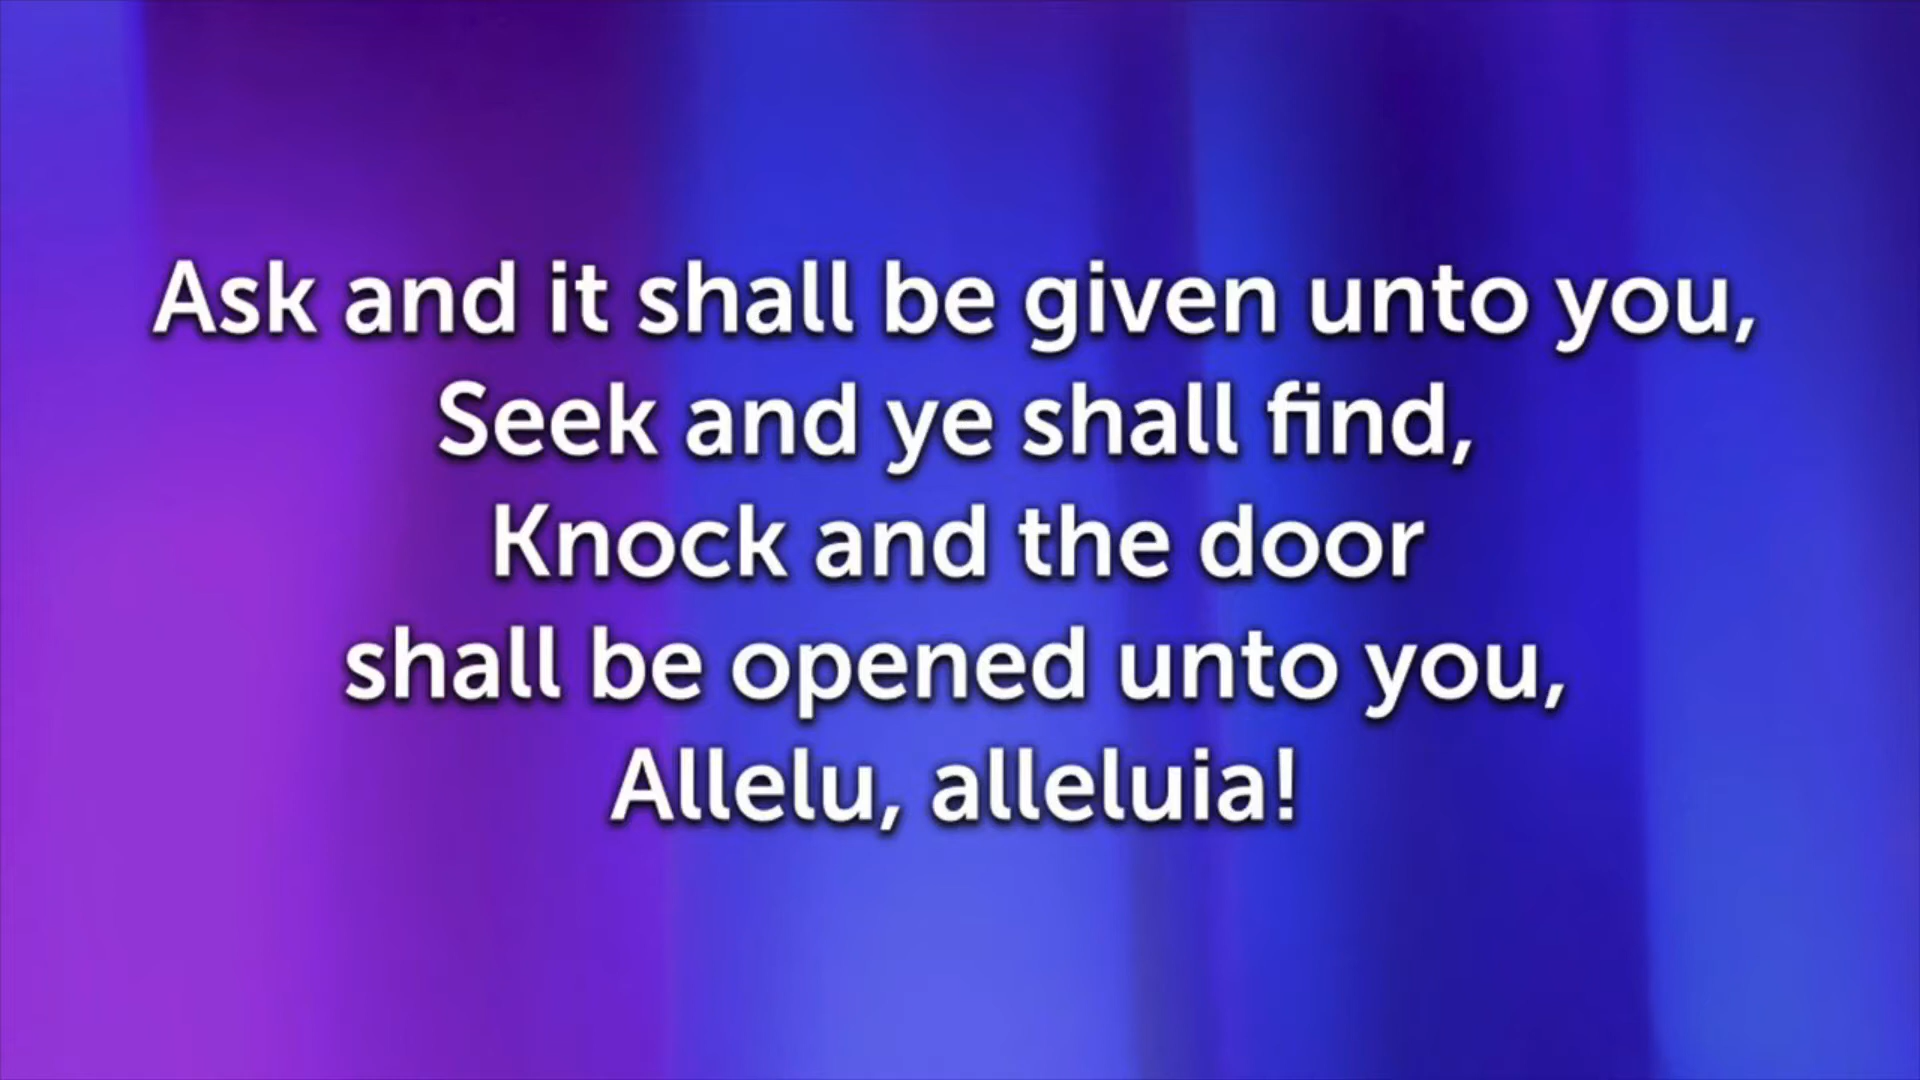 Ask and it shall be given unto you,
Seek and ye shall find,
Knock and the door
shall be opened unto you,
Allelu, alleluia!